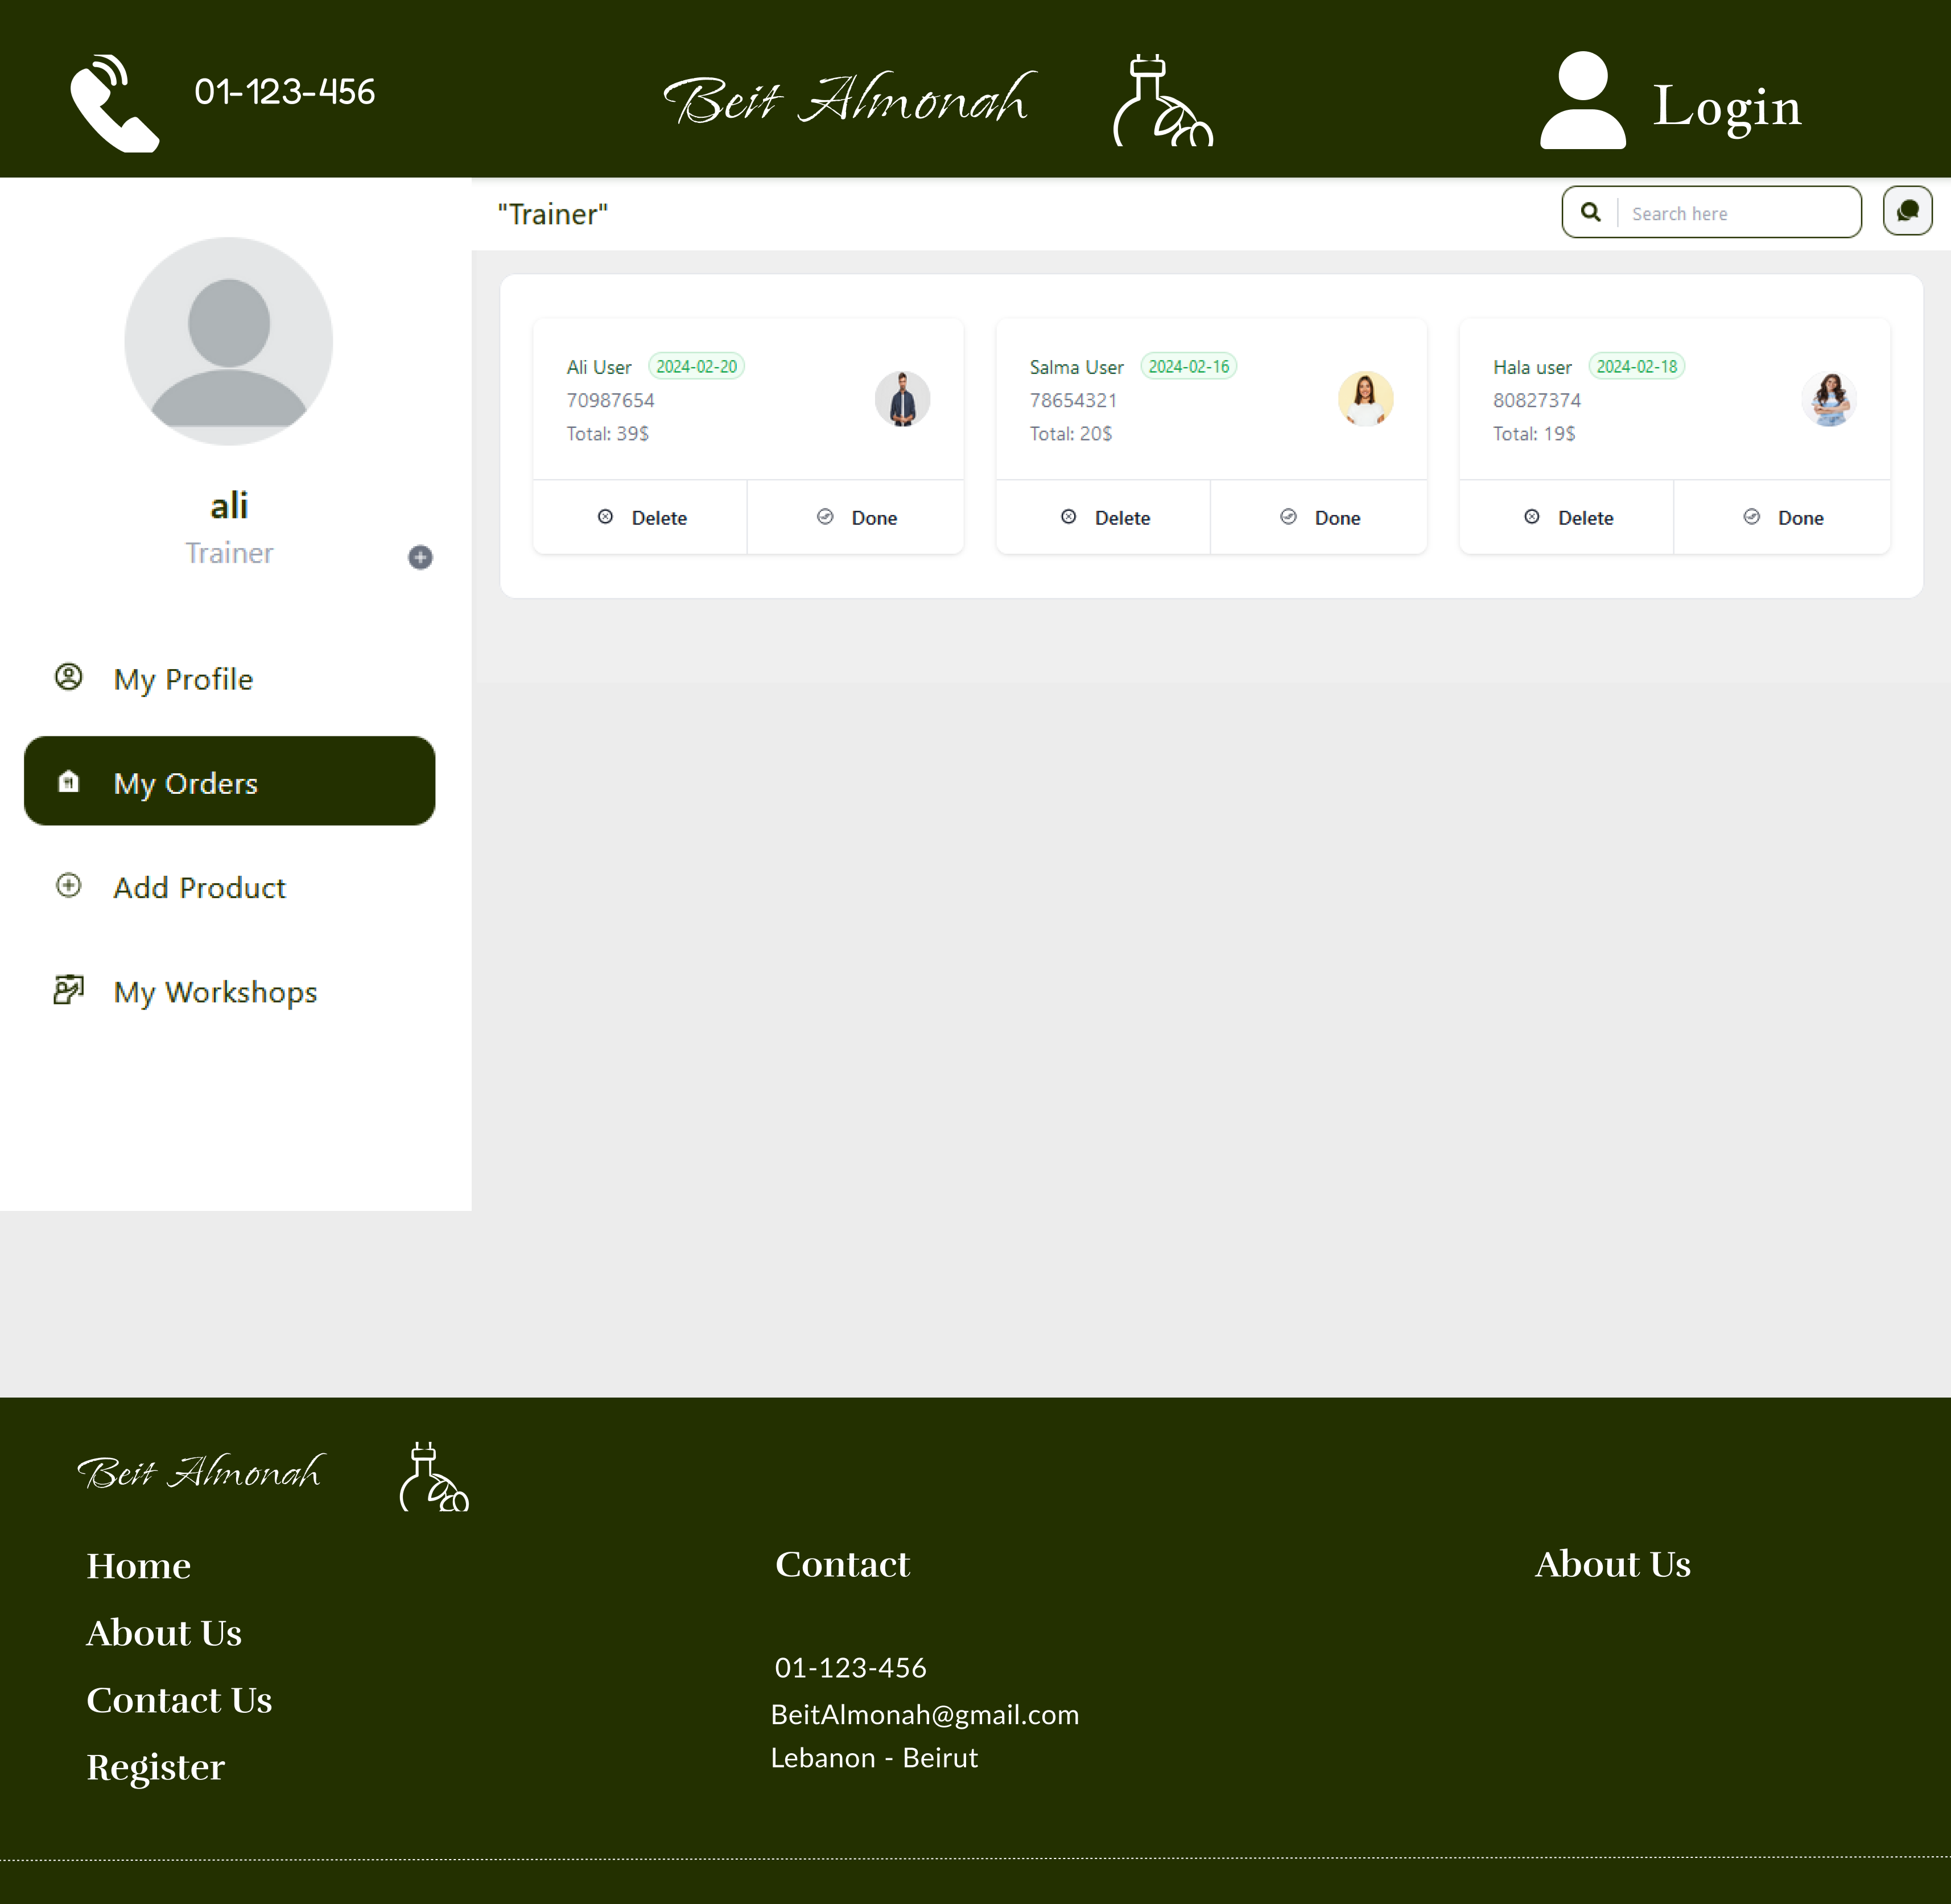 01-123-456
Beit Almonah
Login
"Trainer"
Search here
ali
Trainer
My Profile
My Orders
Add Product
My Workshops
Ali User 2024-02-20
70987654
Total: 39$
Delete Done
Salma User 2024-02-16
78654321
Total: 20$
Delete Done
Hala user 2024-02-18
80827374
Total: 19$
Delete Done
Beit Almonah
Home
About Us
Contact Us
Register
Contact
01-123-456
BeitAlmonah@gmail.com
Lebanon - Beirut
About Us